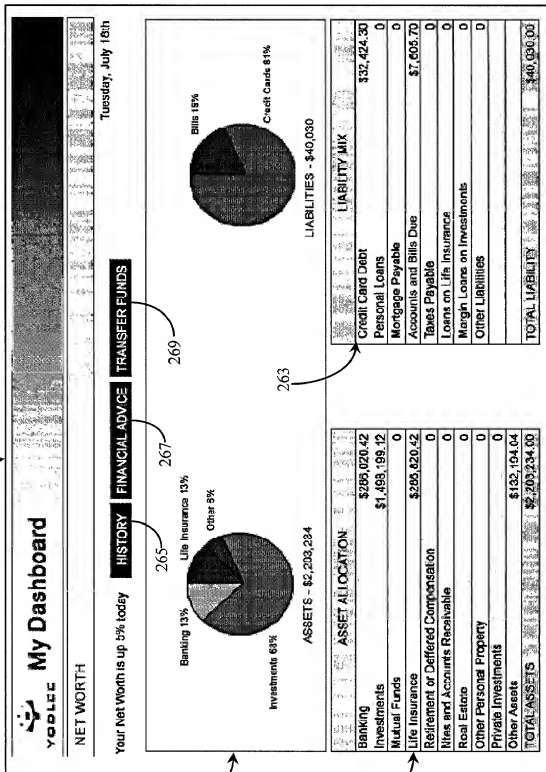 YODLEE My Dashboard
NET WORTH
Tuesday, July 18th
Your Net Worth is up 5% today
HISTORY FINANCIAL ADVICE TRANSFER FUNDS
265 267 269
Banking 13%
Life Insurance 13%
Other 6%
Investments 68%
ASSETS - $2,203,234
Bills 19%
Credit Cards 81%
LIABILITIES - $40,030
263
ASSET ALLOCATION
Banking $286,020.42
Investments $1,498,199.12
Mutual Funds 0
Life Insurance $286,820.42
Retirement or Deffered Compensation 0
Ntes and Accounts Receivable 0
Real Estate 0
Other Personal Property 0
Private Investments 0
Other Assets $132,194.04
TOTAL ASSETS $2,203,234.00
LIABILITY MIX
Credit Card Debt $32,424.30
Personal Loans 0
Mortgage Payable 0
Accounts and Bills Due $7,605.70
Taxes Payable 0
Loans on Life Insurance 0
Margin Loans on Investments 0
Other Liabilities 0
TOTAL LIABILITY $40,030.00